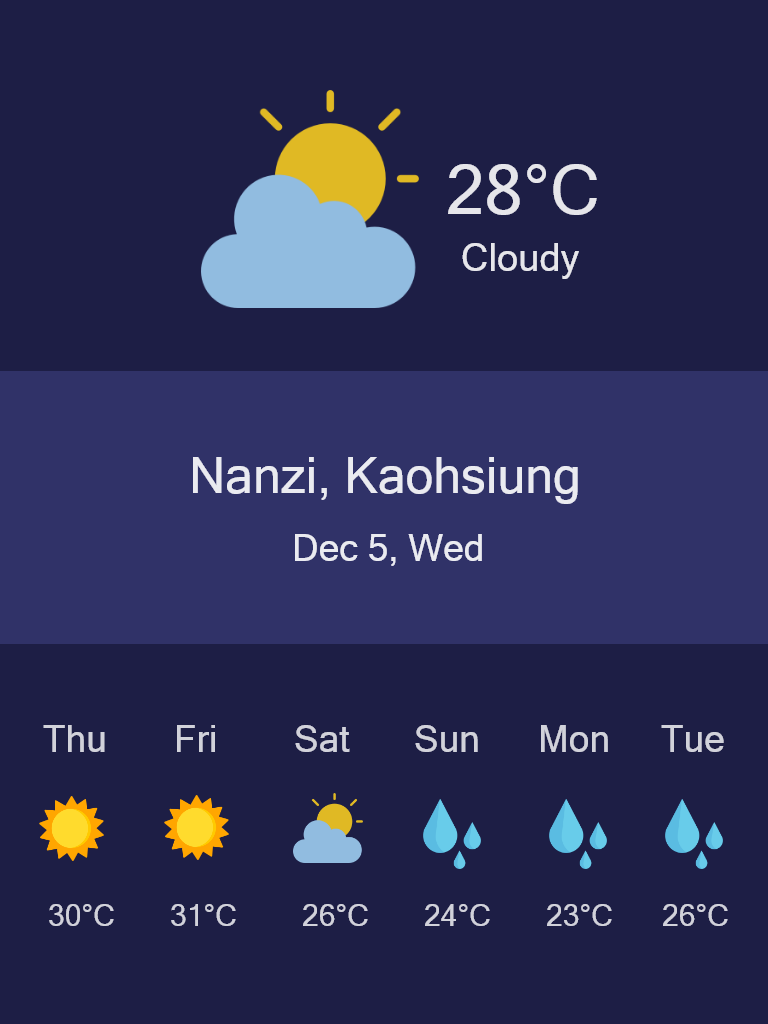 28°C
Cloudy
Nanzi, Kaohsiung
Dec 5, Wed
Thu Fri Sat Sun Mon Tue
30°C 31°C 26°C 24°C 23°C 26°C